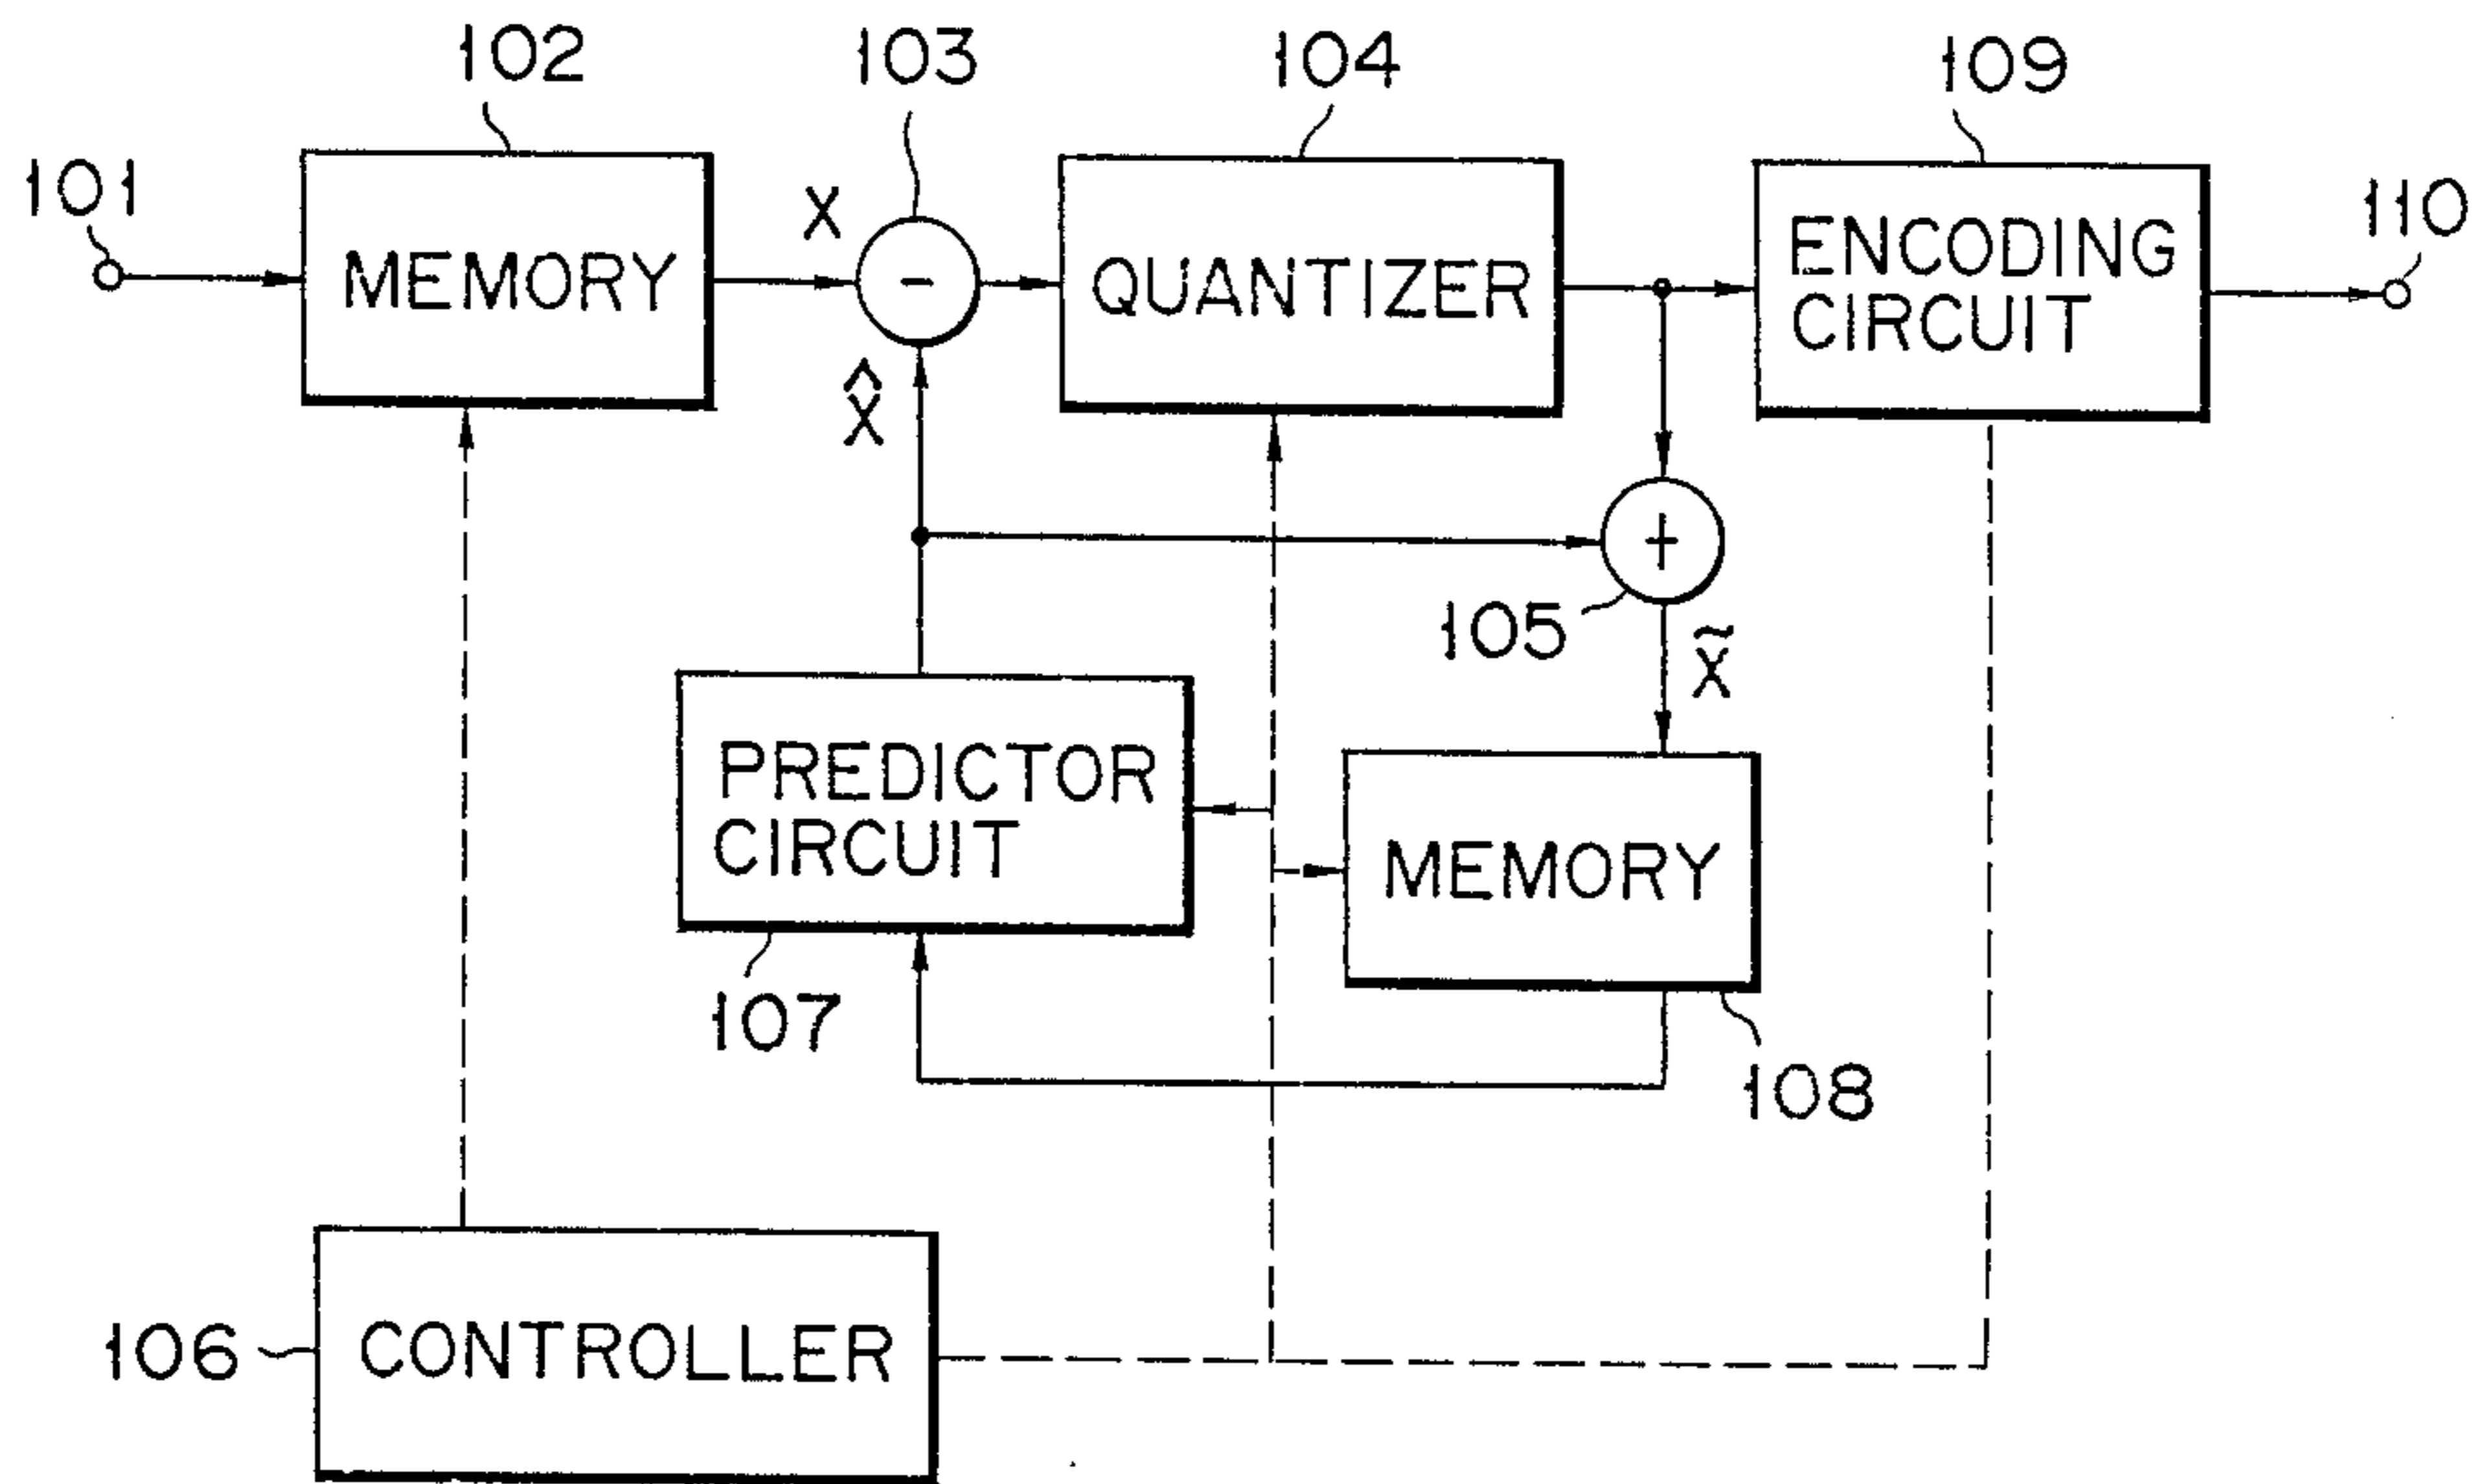 102
103
104
109
101
X
110
MEMORY
-
QUANTIZER
ENCODING
CIRCUIT
X̂
+
105
X̃
PREDICTOR
CIRCUIT
MEMORY
107
108
106
CONTROLLER